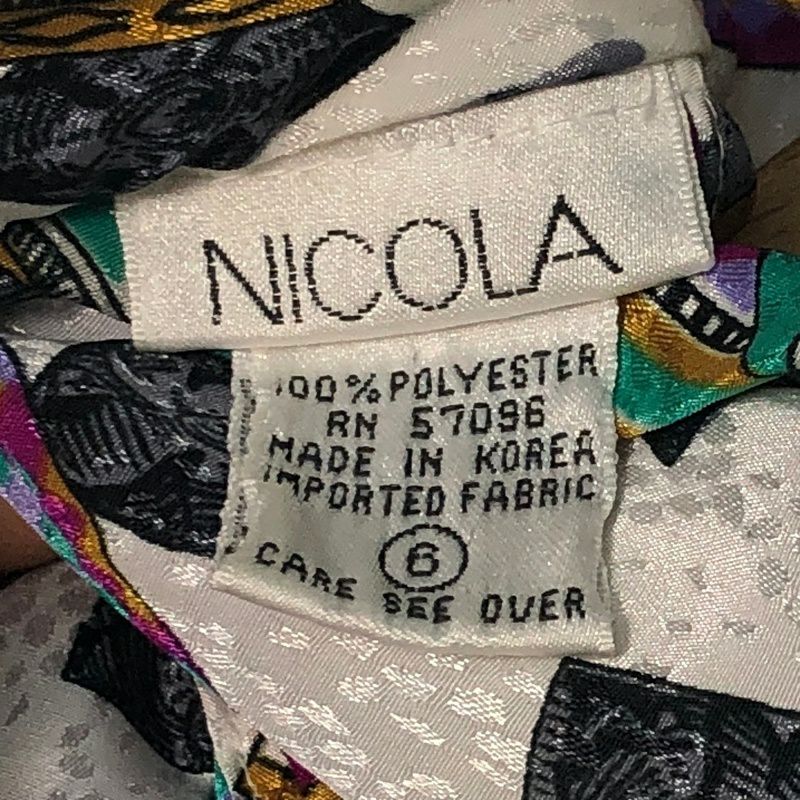 NICOLA
100% POLYESTER
RN 57096
MADE IN KOREA
IMPORTED FABRIC
6
CARE SEE OVER